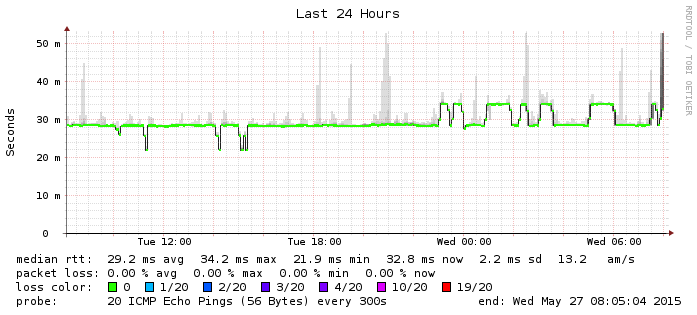 Last 24 Hours
RRDTOOL / TOBI OETIKER
Seconds
50 m
40 m
30 m
20 m
10 m
0
Tue 12:00 Tue 18:00 Wed 00:00 Wed 06:00
median rtt: 29.2 ms avg 34.2 ms max 21.9 ms min 32.8 ms now 2.2 ms sd 13.2 am/s
packet loss: 0.00 % avg 0.00 % max 0.00 % min 0.00 % now
loss color: 0 1/20 2/20 3/20 4/20 10/20 19/20
probe: 20 ICMP Echo Pings (56 Bytes) every 300s end: Wed May 27 08:05:04 2015